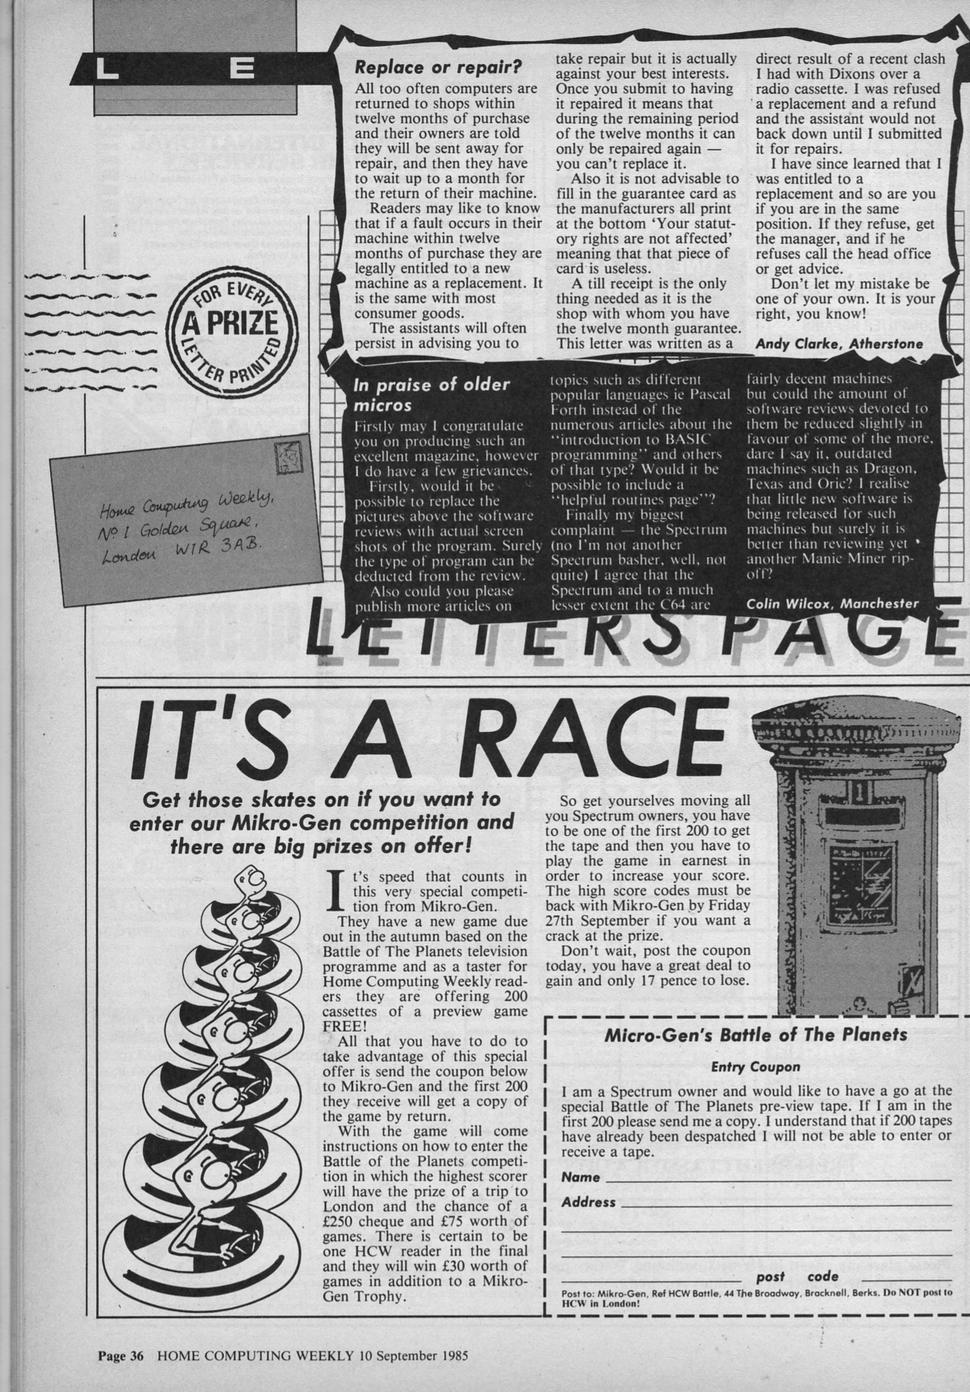 L E
Replace or repair?
All too often computers are
returned to shops within
twelve months of purchase
and their owners are told
they will be sent away for
repair, and then they have
to wait up to a month for
the return of their machine.
Readers may like to know
that if a fault occurs in their
machine within twelve
months of purchase they are
legally entitled to a new
machine as a replacement. It
is the same with most
consumer goods.
The assistants will often
persist in advising you to
take repair but it is actually
against your best interests.
Once you submit to having
it repaired it means that
during the remaining period
of the twelve months it can
only be repaired again —
you can't replace it.
Also it is not advisable to
fill in the guarantee card as
the manufacturers all print
at the bottom 'Your statut-
ory rights are not affected'
meaning that that piece of
card is useless.
A till receipt is the only
thing needed as it is the
shop with whom you have
the twelve month guarantee.
This letter was written as a
direct result of a recent clash
I had with Dixons over a
radio cassette. I was refused
a replacement and a refund
and the assistant would not
back down until I submitted
it for repairs.
I have since learned that I
was entitled to a
replacement and so are you
if you are in the same
position. If they refuse, get
the manager, and if he
refuses call the head office
or get advice.
Don't let my mistake be
one of your own. It is your
right, you know!
Andy Clarke, Atherstone
FOR EVERY
A PRIZE
LETTER PRINTED
In praise of older
micros
Firstly may I congratulate
you on producing such an
excellent magazine, however
I do have a few grievances.
Firstly, would it be
possible to replace the
pictures above the software
reviews with actual screen
shots of the program. Surely
the type of program can be
deducted from the review.
Also could you please
publish more articles on
topics such as different
popular languages ie Pascal
Forth instead of the
numerous articles about the
"introduction to BASIC
programming" and others
of that type? Would it be
possible to include a
"helpful routines page"?
Finally my biggest
complaint — the Spectrum
(no I'm not another
Spectrum basher, well, not
quite) I agree that the
Spectrum and to a much
lesser extent the C64 are
fairly decent machines
but could the amount of
software reviews devoted to
them be reduced slightly in
favour of some of the more,
dare I say it, outdated
machines such as Dragon,
Texas and Oric? I realise
that little new software is
being released for such
machines but surely it is
better than reviewing yet
another Manic Miner rip-
off?
Colin Wilcox, Manchester
Home Computing Weekly,
No 1 Golden Square,
London W1R 3AB.
LETTERS PAGE
IT'S A RACE
Get those skates on if you want to
enter our Mikro-Gen competition and
there are big prizes on offer!
It's speed that counts in
this very special competi-
tion from Mikro-Gen.
They have a new game due
out in the autumn based on the
Battle of The Planets television
programme and as a taster for
Home Computing Weekly read-
ers they are offering 200
cassettes of a preview game
FREE!
All that you have to do to
take advantage of this special
offer is send the coupon below
to Mikro-Gen and the first 200
they receive will get a copy of
the game by return.
With the game will come
instructions on how to enter the
Battle of the Planets competi-
tion in which the highest scorer
will have the prize of a trip to
London and the chance of a
£250 cheque and £75 worth of
games. There is certain to be
one HCW reader in the final
and they will win £30 worth of
games in addition to a Mikro-
Gen Trophy.
So get yourselves moving all
you Spectrum owners, you have
to be one of the first 200 to get
the tape and then you have to
play the game in earnest in
order to increase your score.
The high score codes must be
back with Mikro-Gen by Friday
27th September if you want a
crack at the prize.
Don't wait, post the coupon
today, you have a great deal to
gain and only 17 pence to lose.
1
Micro-Gen's Battle of The Planets
Entry Coupon
I am a Spectrum owner and would like to have a go at the
special Battle of The Planets pre-view tape. If I am in the
first 200 please send me a copy. I understand that if 200 tapes
have already been despatched I will not be able to enter or
receive a tape.
Name
Address
post code
Post to: Mikro-Gen, Ref HCW Battle, 44 The Broadway, Bracknell, Berks. Do NOT post to
HCW in London!
Page 36 HOME COMPUTING WEEKLY 10 September 1985